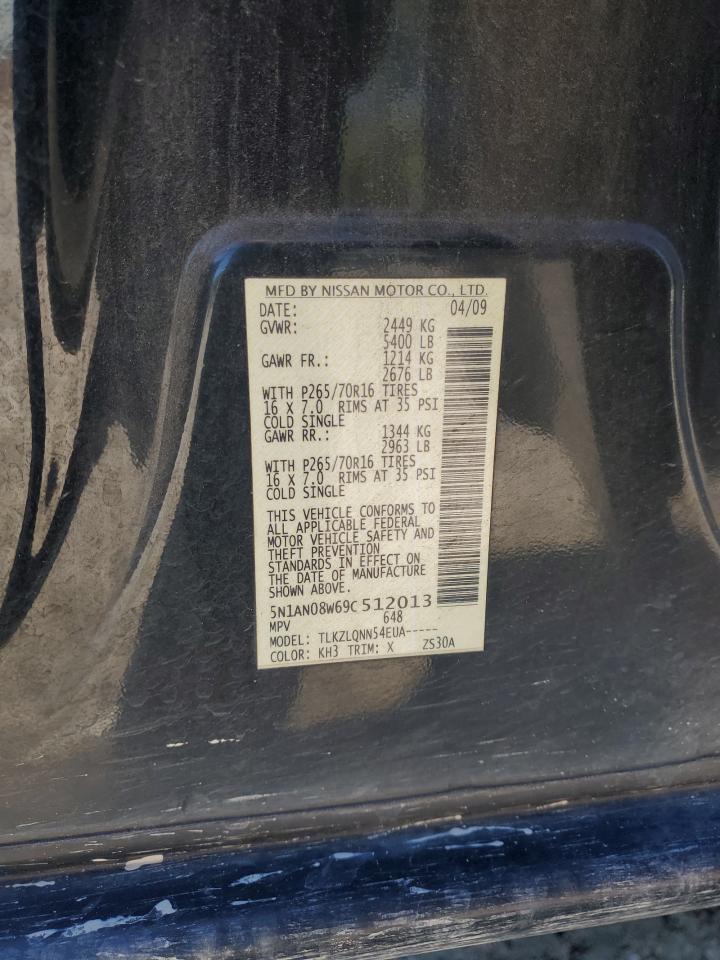 MFD BY NISSAN MOTOR CO., LTD.
DATE: 04/09
GVWR: 2449 KG
5400 LB
GAWR FR.: 1214 KG
2676 LB
WITH P265/70R16 TIRES
16 X 7.0 RIMS AT 35 PSI
COLD SINGLE
GAWR RR.: 1344 KG
2963 LB
WITH P265/70R16 TIRES
16 X 7.0 RIMS AT 35 PSI
COLD SINGLE
THIS VEHICLE CONFORMS TO
ALL APPLICABLE FEDERAL
MOTOR VEHICLE SAFETY AND
THEFT PREVENTION
STANDARDS IN EFFECT ON
THE DATE OF MANUFACTURE
SHOWN ABOVE.
5N1AN08W69C512013
MPV 648
MODEL: TLKZLQNN54EUA-----
COLOR: KH3 TRIM: X ZS30A